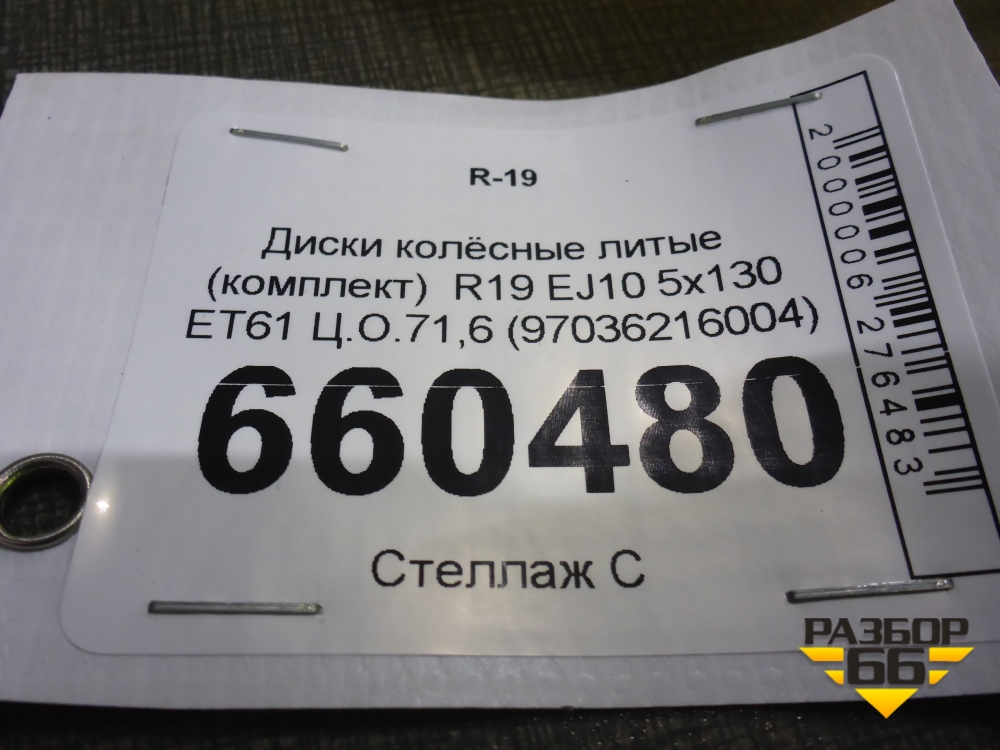 R-19
Диски колёсные литые
(комплект) R19 EJ10 5x130
ET61 Ц.О.71,6 (97036216004)
660480
Стеллаж С
2000006276483
РАЗБОР
66